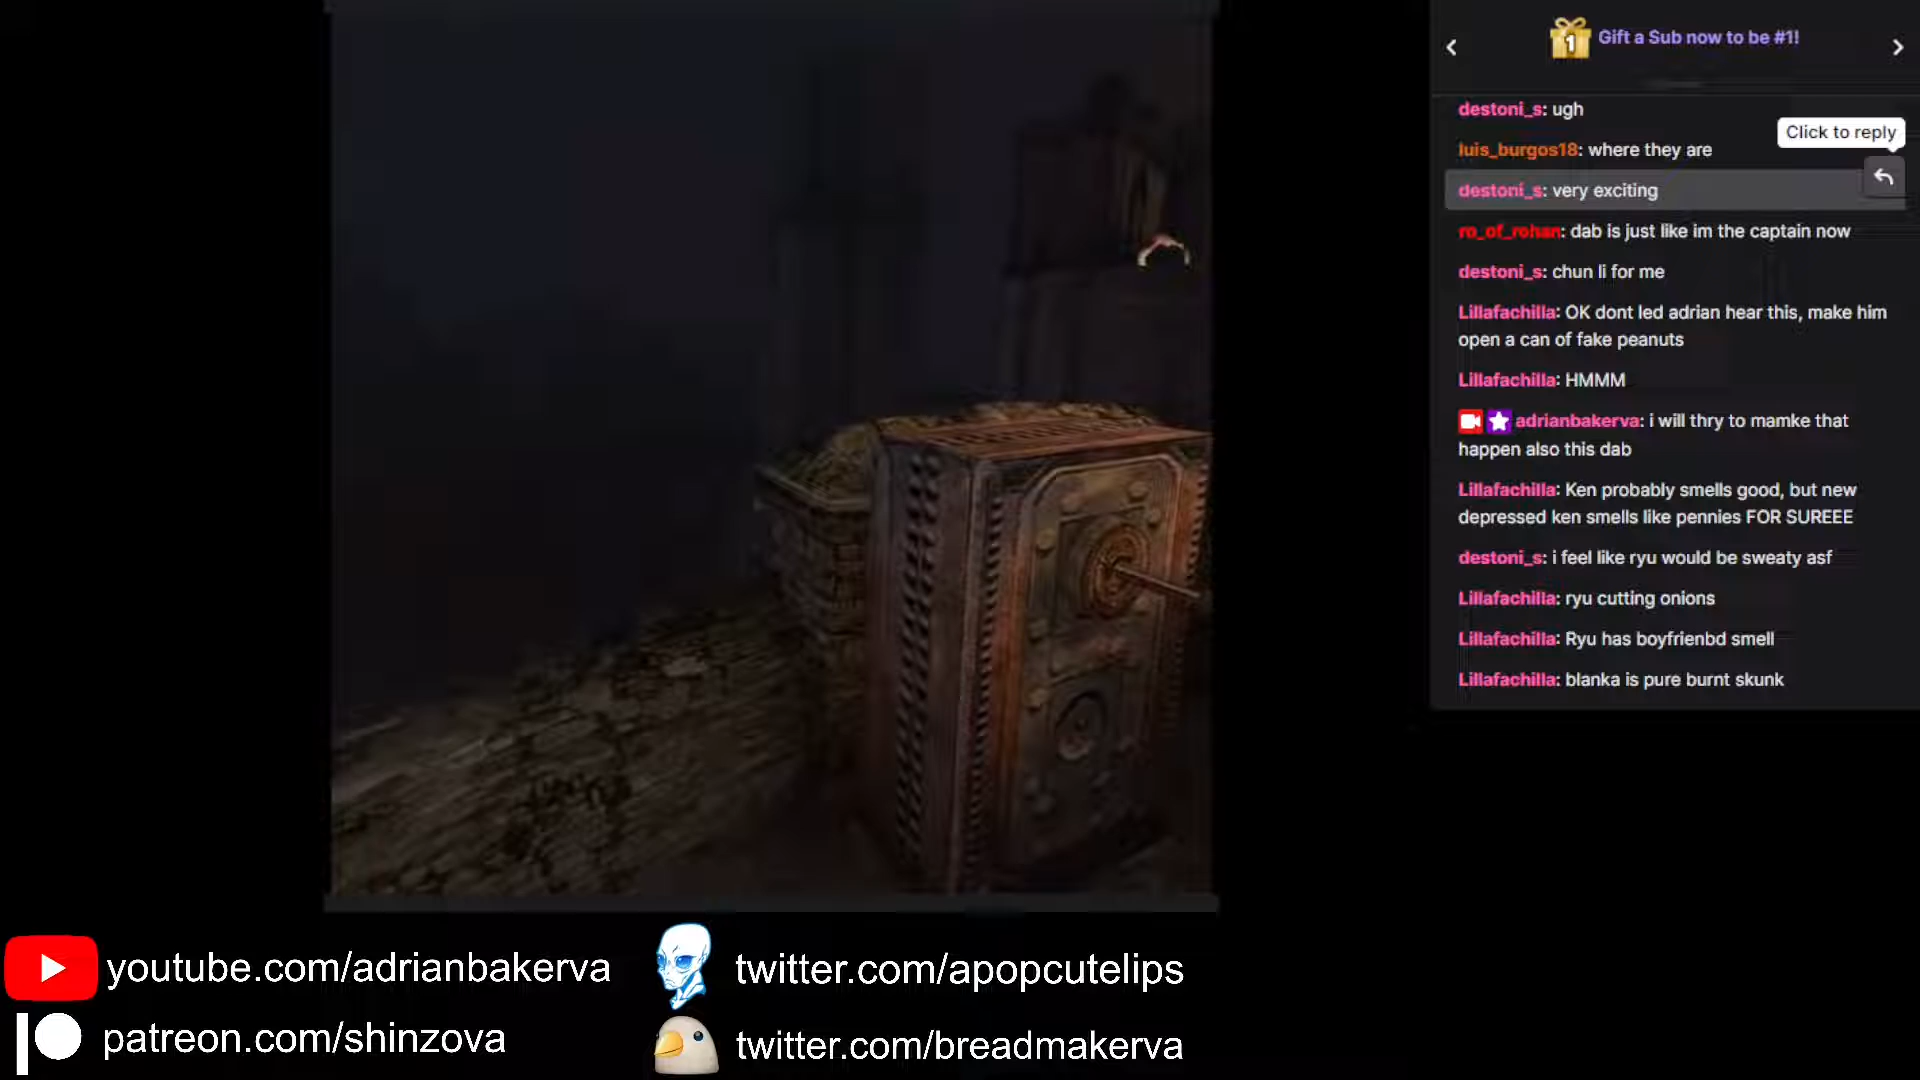 Gift a Sub now to be #1!
1
destoni_s: ugh
Click to reply
luis_burgos18: where they are
destoni_s: very exciting
ro_of_rohan: dab is just like im the captain now
destoni_s: chun li for me
Lillafachilla: OK dont led adrian hear this, make him
open a can of fake peanuts
Lillafachilla: HMMM
adrianbakerva: i will thry to mamke that
happen also this dab
Lillafachilla: Ken probably smells good, but new
depressed ken smells like pennies FOR SUREEE
destoni_s: i feel like ryu would be sweaty asf
Lillafachilla: ryu cutting onions
Lillafachilla: Ryu has boyfrienbd smell
Lillafachilla: blanka is pure burnt skunk
youtube.com/adrianbakerva
twitter.com/apopcutelips
patreon.com/shinzova
twitter.com/breadmakerva